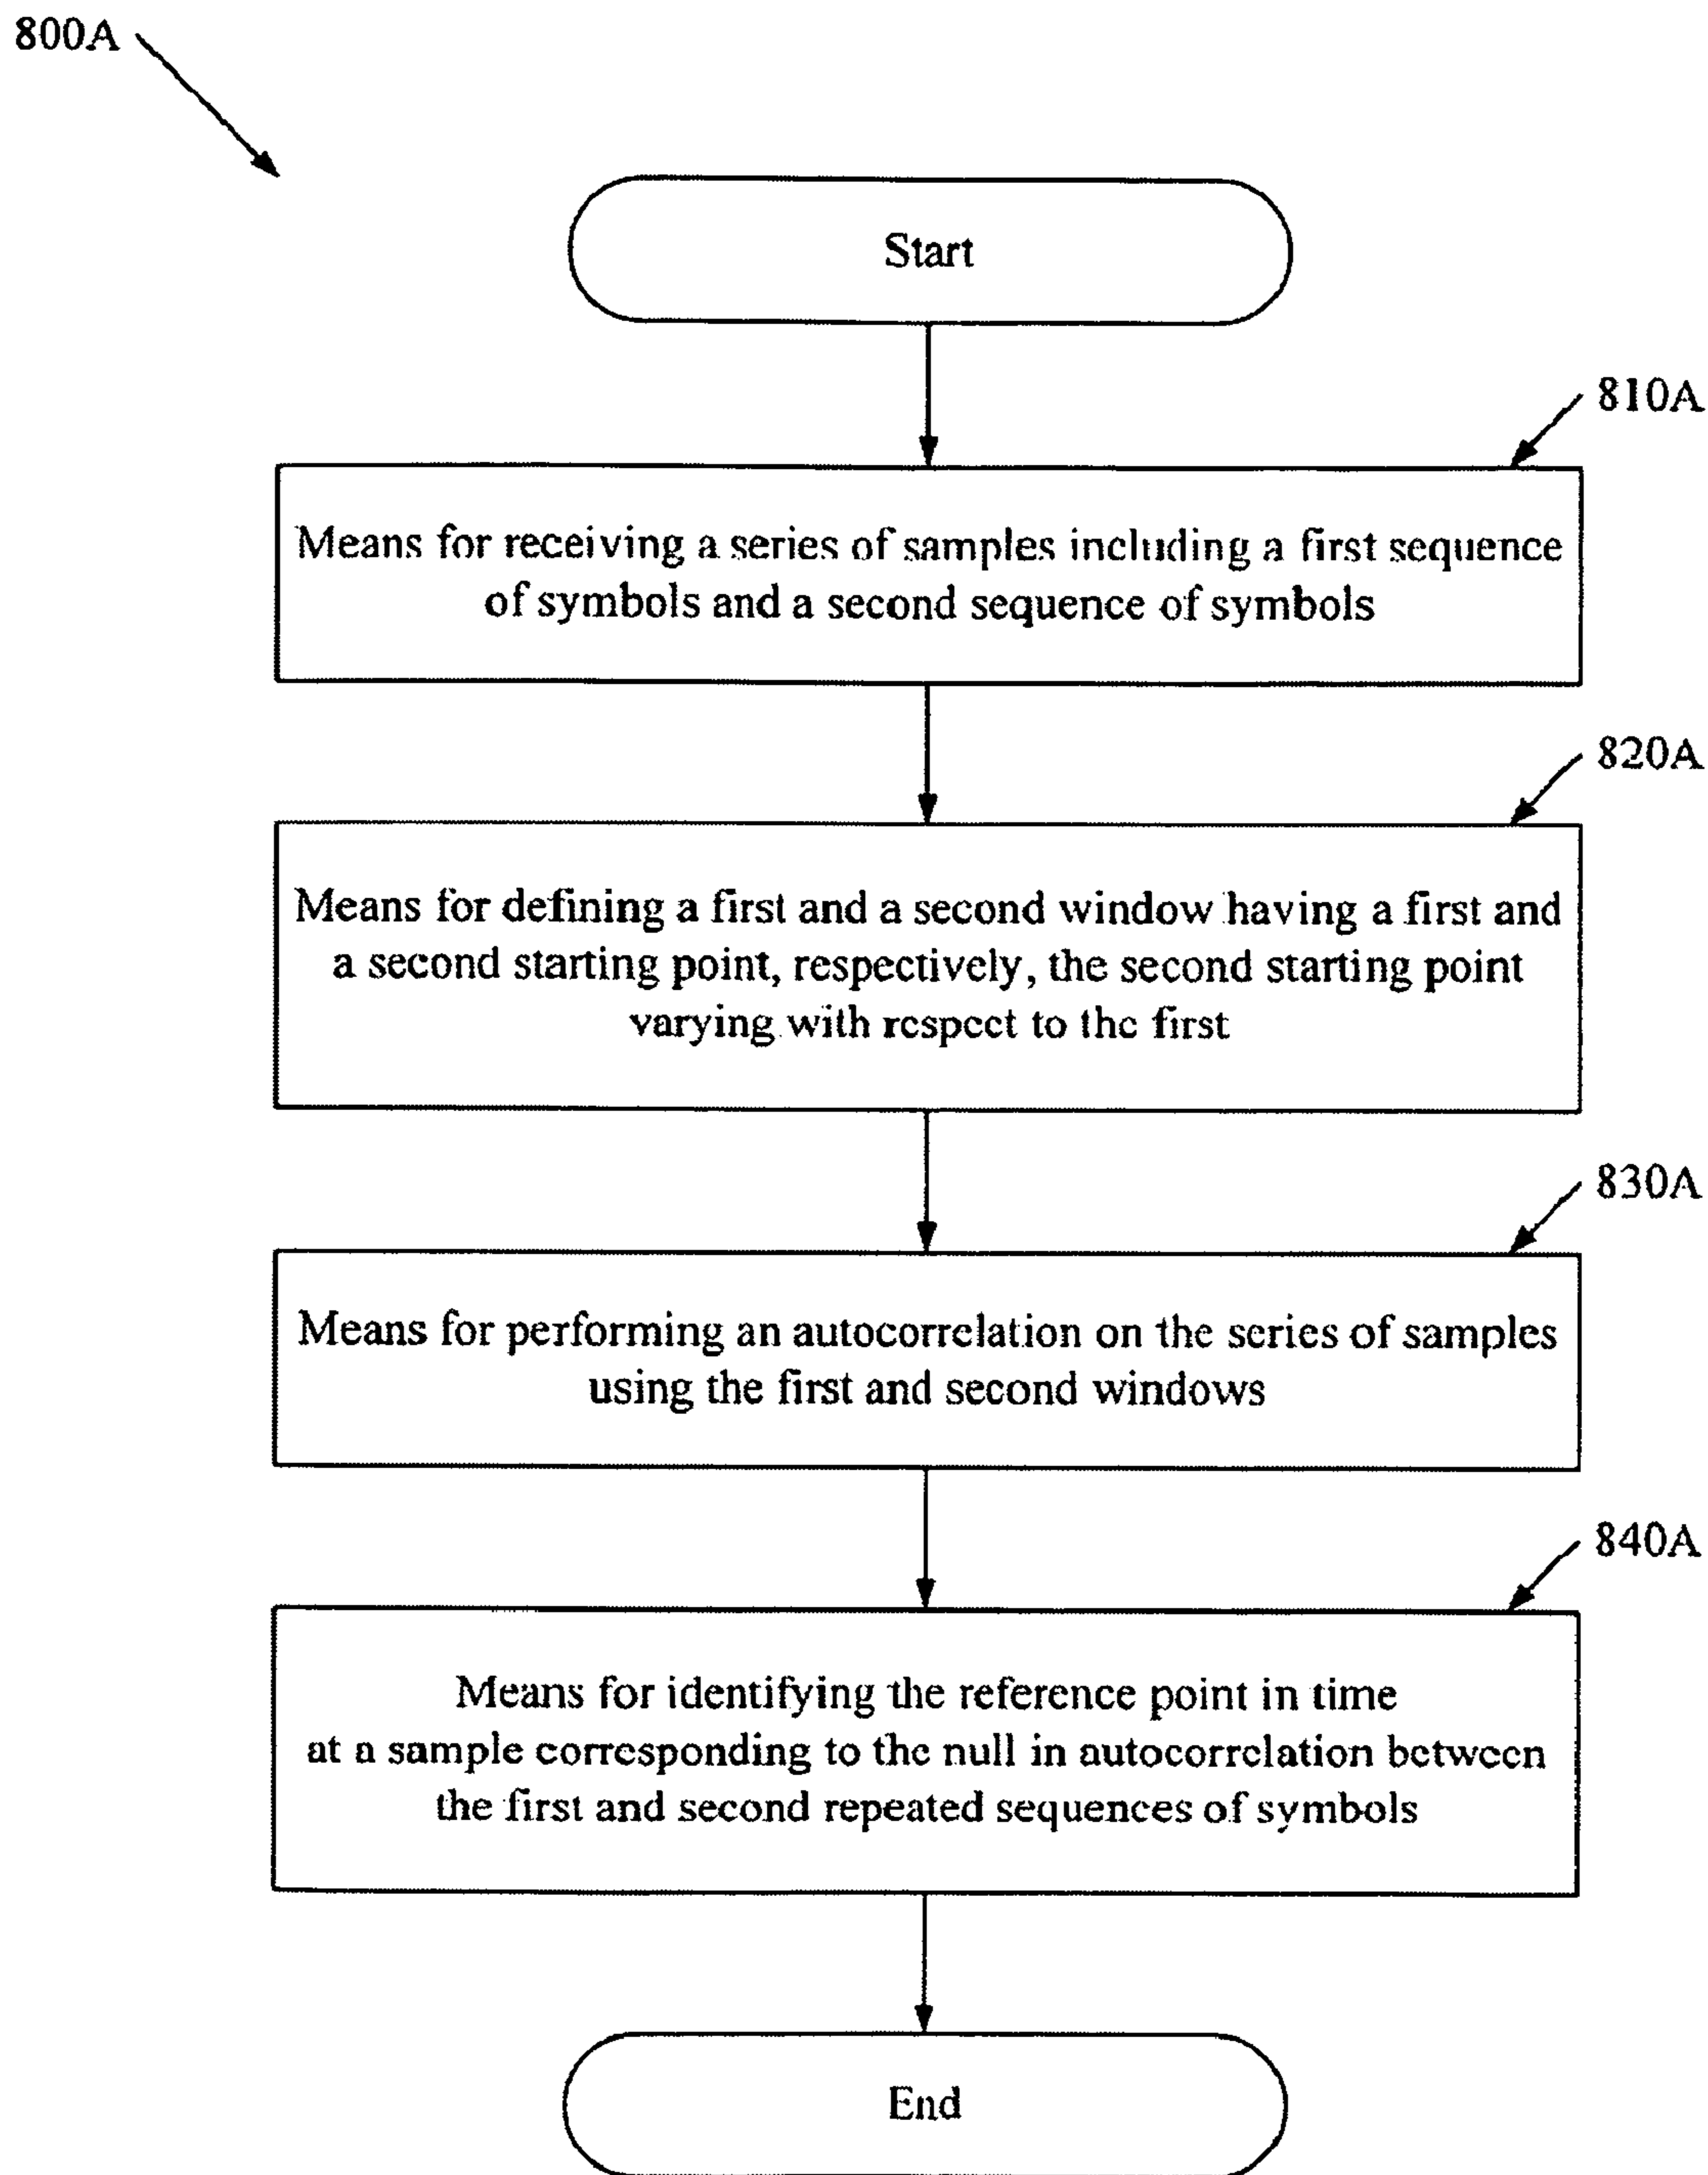 800A
Start
810A
Means for receiving a series of samples including a first sequence
of symbols and a second sequence of symbols
820A
Means for defining a first and a second window having a first and
a second starting point, respectively, the second starting point
varying with respect to the first
830A
Means for performing an autocorrelation on the series of samples
using the first and second windows
840A
Means for identifying the reference point in time
at a sample corresponding to the null in autocorrelation between
the first and second repeated sequences of symbols
End